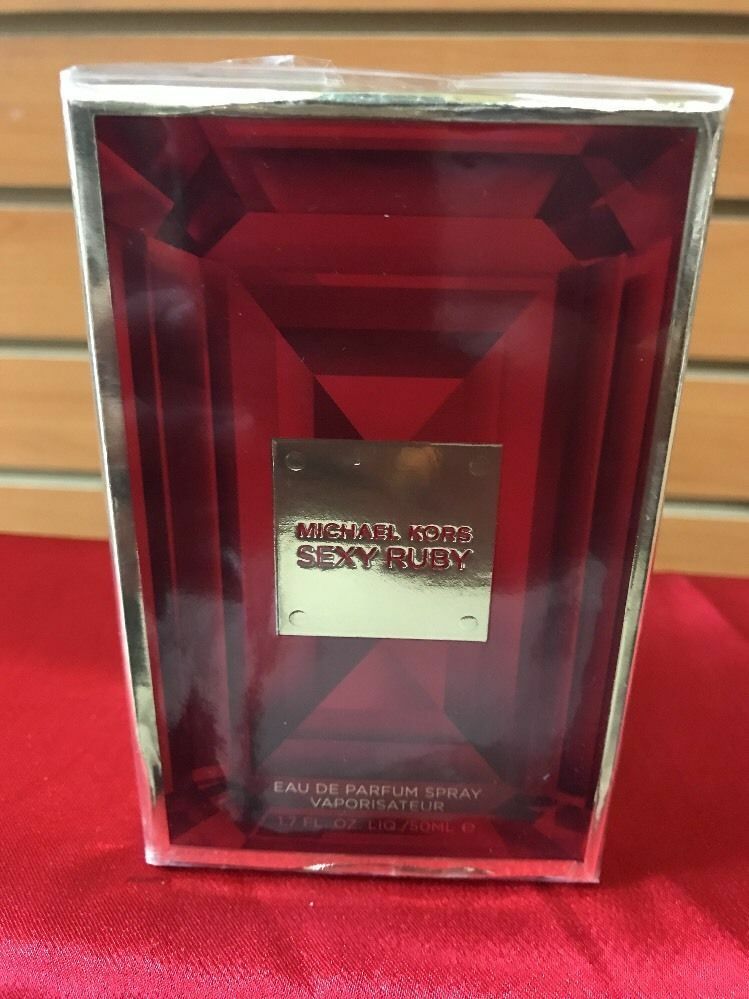 MICHAEL KORS
SEXY RUBY
EAU DE PARFUM SPRAY
VAPORISATEUR
1.7 FL. OZ. LIQ./50ML ℮